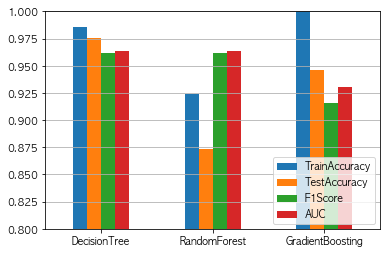 1.000
0.975
0.950
0.925
0.900
0.875
0.850
0.825
0.800
TrainAccuracy
TestAccuracy
F1Score
AUC
DecisionTree RandomForest GradientBoosting